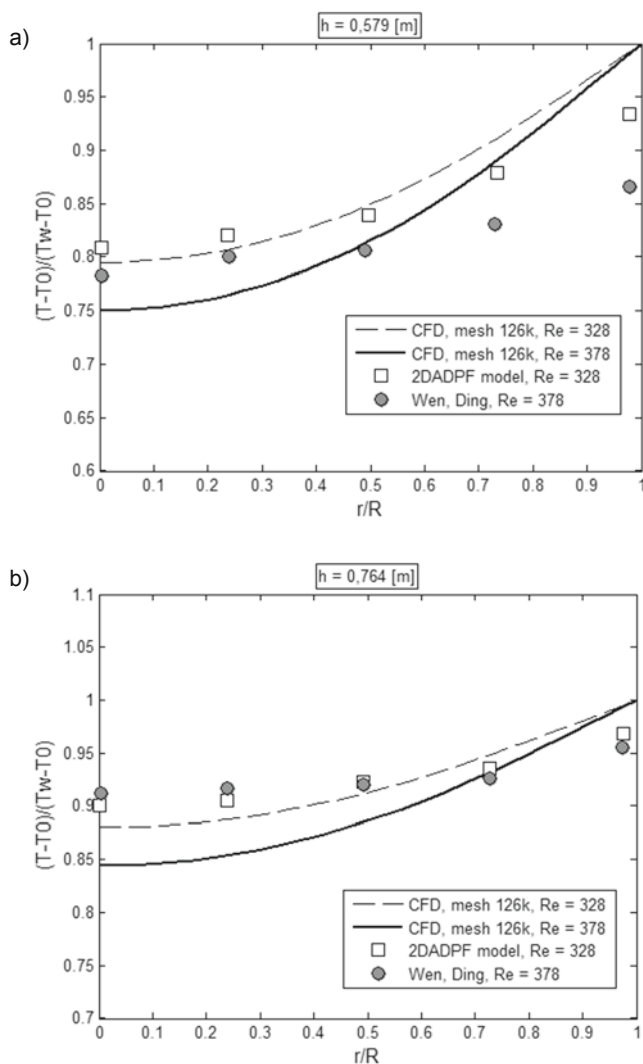 a)
h = 0,579 [m]
1
0.95
0.9
0.85
0.8
0.75
0.7
0.65
0.6
(T-T0)/(Tw-T0)
CFD, mesh 126k, Re = 328
CFD, mesh 126k, Re = 378
2DADPF model, Re = 328
Wen, Ding, Re = 378
0 0.1 0.2 0.3 0.4 0.5 0.6 0.7 0.8 0.9 1
r/R
b)
h = 0,764 [m]
1.1
1.05
1
0.95
0.9
0.85
0.8
0.75
0.7
(T-T0)/(Tw-T0)
CFD, mesh 126k, Re = 328
CFD, mesh 126k, Re = 378
2DADPF model, Re = 328
Wen, Ding, Re = 378
0 0.1 0.2 0.3 0.4 0.5 0.6 0.7 0.8 0.9 1
r/R